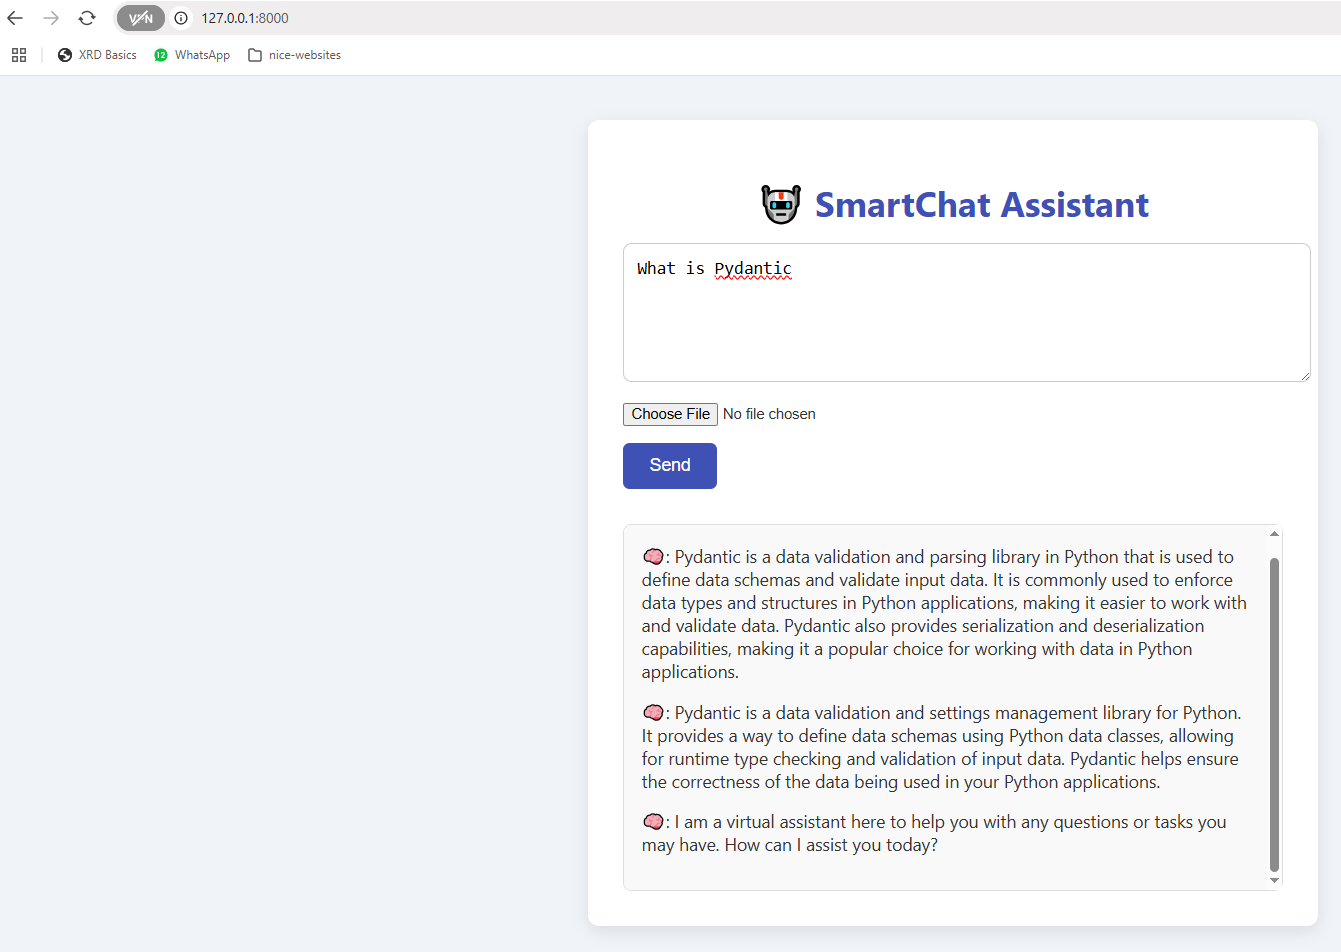 VPN 127.0.0.1:8000
XRD Basics 12 WhatsApp nice-websites
SmartChat Assistant
What is Pydantic
Choose File No file chosen
Send
: Pydantic is a data validation and parsing library in Python that is used to
define data schemas and validate input data. It is commonly used to enforce
data types and structures in Python applications, making it easier to work with
and validate data. Pydantic also provides serialization and deserialization
capabilities, making it a popular choice for working with data in Python
applications.
: Pydantic is a data validation and settings management library for Python.
It provides a way to define data schemas using Python data classes, allowing
for runtime type checking and validation of input data. Pydantic helps ensure
the correctness of the data being used in your Python applications.
: I am a virtual assistant here to help you with any questions or tasks you
may have. How can I assist you today?